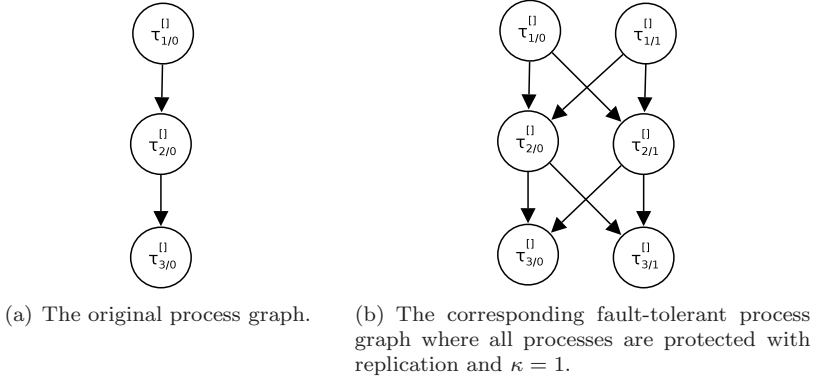 τ[]1/0
τ[]2/0
τ[]3/0
(a) The original process graph.
τ[]1/0 τ[]1/1
τ[]2/0 τ[]2/1
τ[]3/0 τ[]3/1
(b) The corresponding fault-tolerant process
graph where all processes are protected with
replication and κ = 1.